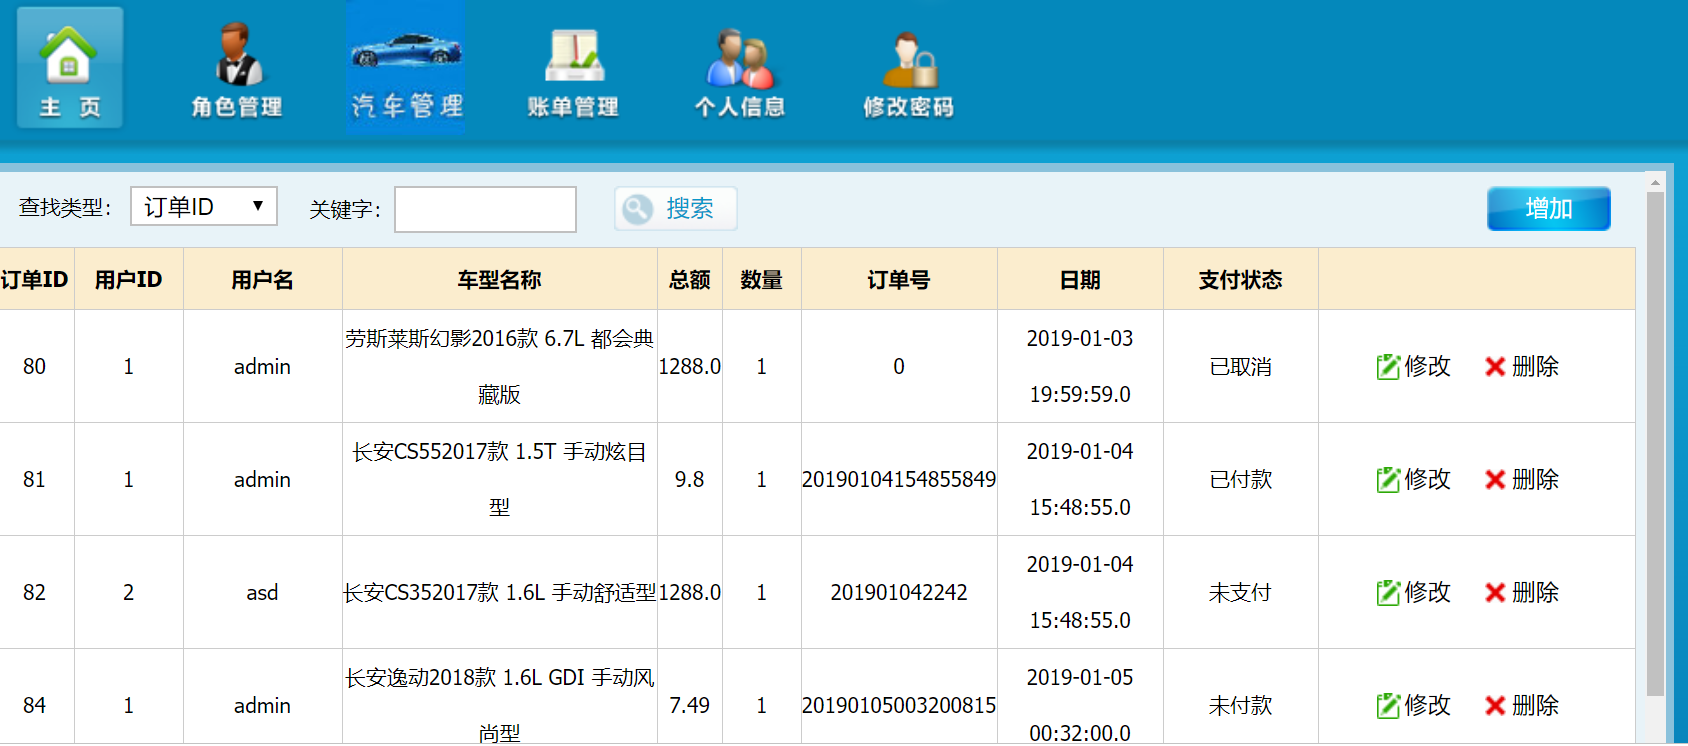 主 页 角色管理 汽车管理 账单管理 个人信息 修改密码
查找类型: 订单ID 关键字: 搜索 增加
订单ID 用户ID 用户名 车型名称 总额 数量 订单号 日期 支付状态
80 1 admin 劳斯莱斯幻影2016款 6.7L 都会典藏版 1288.0 1 0 2019-01-03 19:59:59.0 已取消 修改 删除
81 1 admin 长安CS552017款 1.5T 手动炫目型 9.8 1 20190104154855849 2019-01-04 15:48:55.0 已付款 修改 删除
82 2 asd 长安CS352017款 1.6L 手动舒适型 1288.0 1 201901042242 2019-01-04 15:48:55.0 未支付 修改 删除
84 1 admin 长安逸动2018款 1.6L GDI 手动风尚型 7.49 1 20190105003200815 2019-01-05 00:32:00.0 未付款 修改 删除